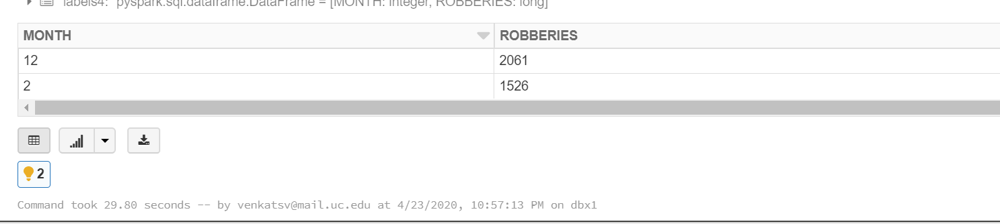 labels4: pyspark.sql.dataframe.DataFrame = [MONTH: integer, ROBBERIES: long]
MONTH ROBBERIES
12 2061
2 1526
2
Command took 29.80 seconds -- by venkatsv@mail.uc.edu at 4/23/2020, 10:57:13 PM on dbx1